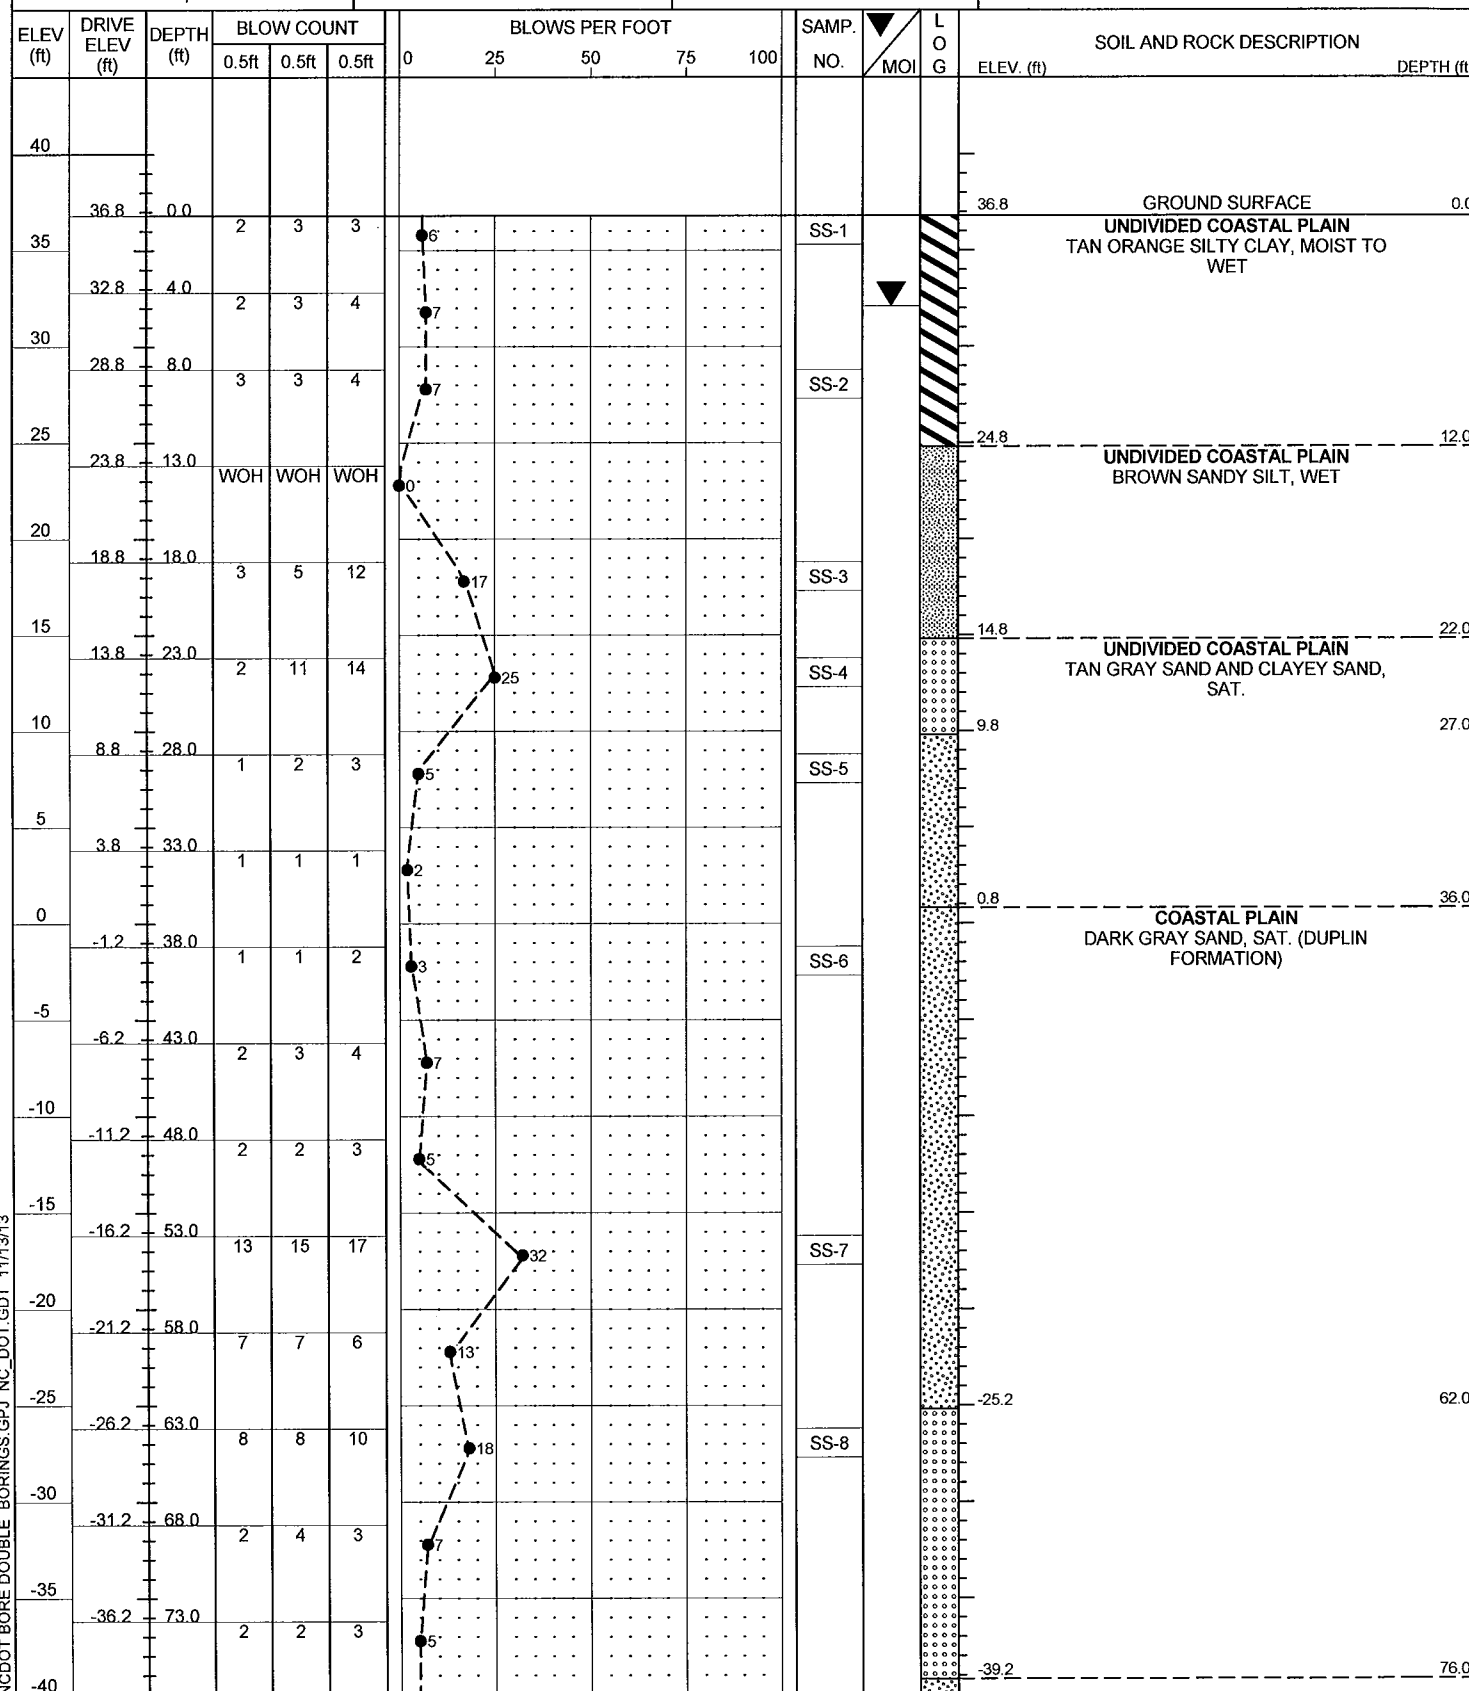 ELEV (ft) DRIVE ELEV (ft) DEPTH (ft) BLOW COUNT BLOWS PER FOOT SAMP. NO. MOI LOG SOIL AND ROCK DESCRIPTION
0.5ft 0.5ft 0.5ft 0 25 50 75 100 ELEV. (ft) DEPTH (ft
40
36.8 0.0 36.8 GROUND SURFACE 0.0
2 3 3 6 SS-1 UNDIVIDED COASTAL PLAIN
35 TAN ORANGE SILTY CLAY, MOIST TO
WET
32.8 4.0
2 3 4 7
30
28.8 8.0
3 3 4 7 SS-2
25 24.8 12.0
23.8 13.0 UNDIVIDED COASTAL PLAIN
WOH WOH WOH 0 BROWN SANDY SILT, WET
20
18.8 18.0
3 5 12 17 SS-3
15 14.8 22.0
13.8 23.0 UNDIVIDED COASTAL PLAIN
2 11 14 25 SS-4 TAN GRAY SAND AND CLAYEY SAND,
SAT.
10 9.8 27.0
8.8 28.0
1 2 3 5 SS-5
5
3.8 33.0
1 1 1 2
0.8 36.0
0 COASTAL PLAIN
-1.2 38.0 DARK GRAY SAND, SAT. (DUPLIN
1 1 2 3 SS-6 FORMATION)
-5
-6.2 43.0
2 3 4 7
-10
-11.2 48.0
2 2 3 5
-15
-16.2 53.0
13 15 17 32 SS-7
-20
-21.2 58.0
7 7 6 13
-25 -25.2 62.0
-26.2 63.0
8 8 10 18 SS-8
-30
-31.2 68.0
2 4 3 7
-35
-36.2 73.0
2 2 3 5
-39.2 76.0
-40
NCDOT BORE DOUBLE BORINGS.GPJ NC_DOT.GDT 11/13/13